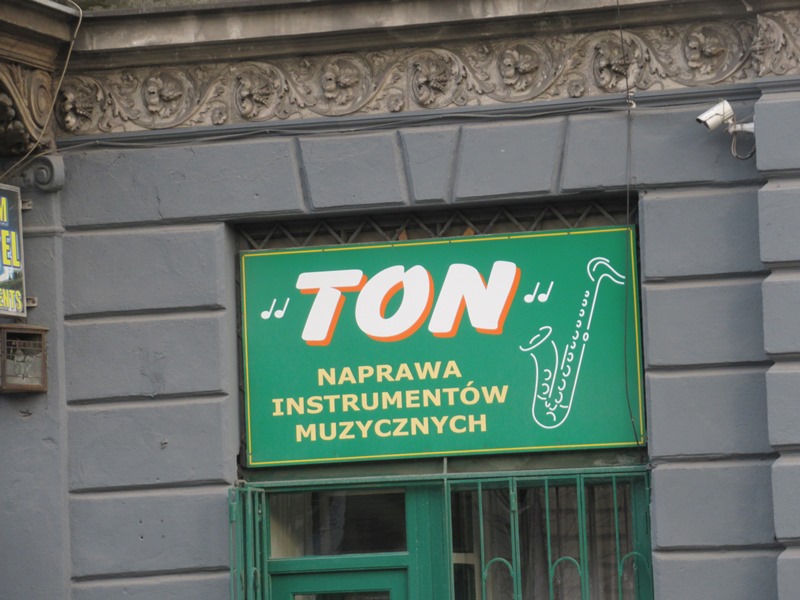 TON
NAPRAWA
INSTRUMENTÓW
MUZYCZNYCH